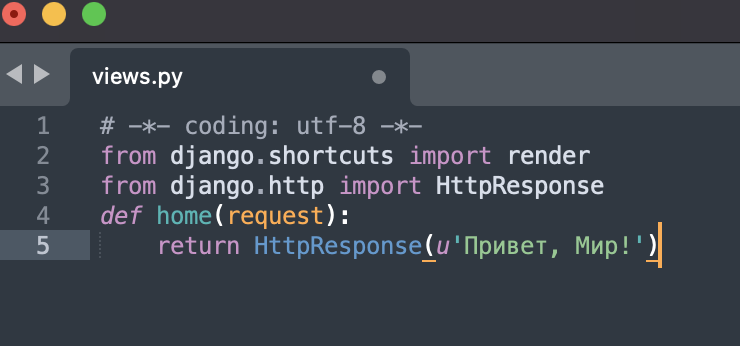 views.py
1 # -*- coding: utf-8 -*-
2 from django.shortcuts import render
3 from django.http import HttpResponse
4 def home(request):
5     return HttpResponse(u'Привет, Мир!')